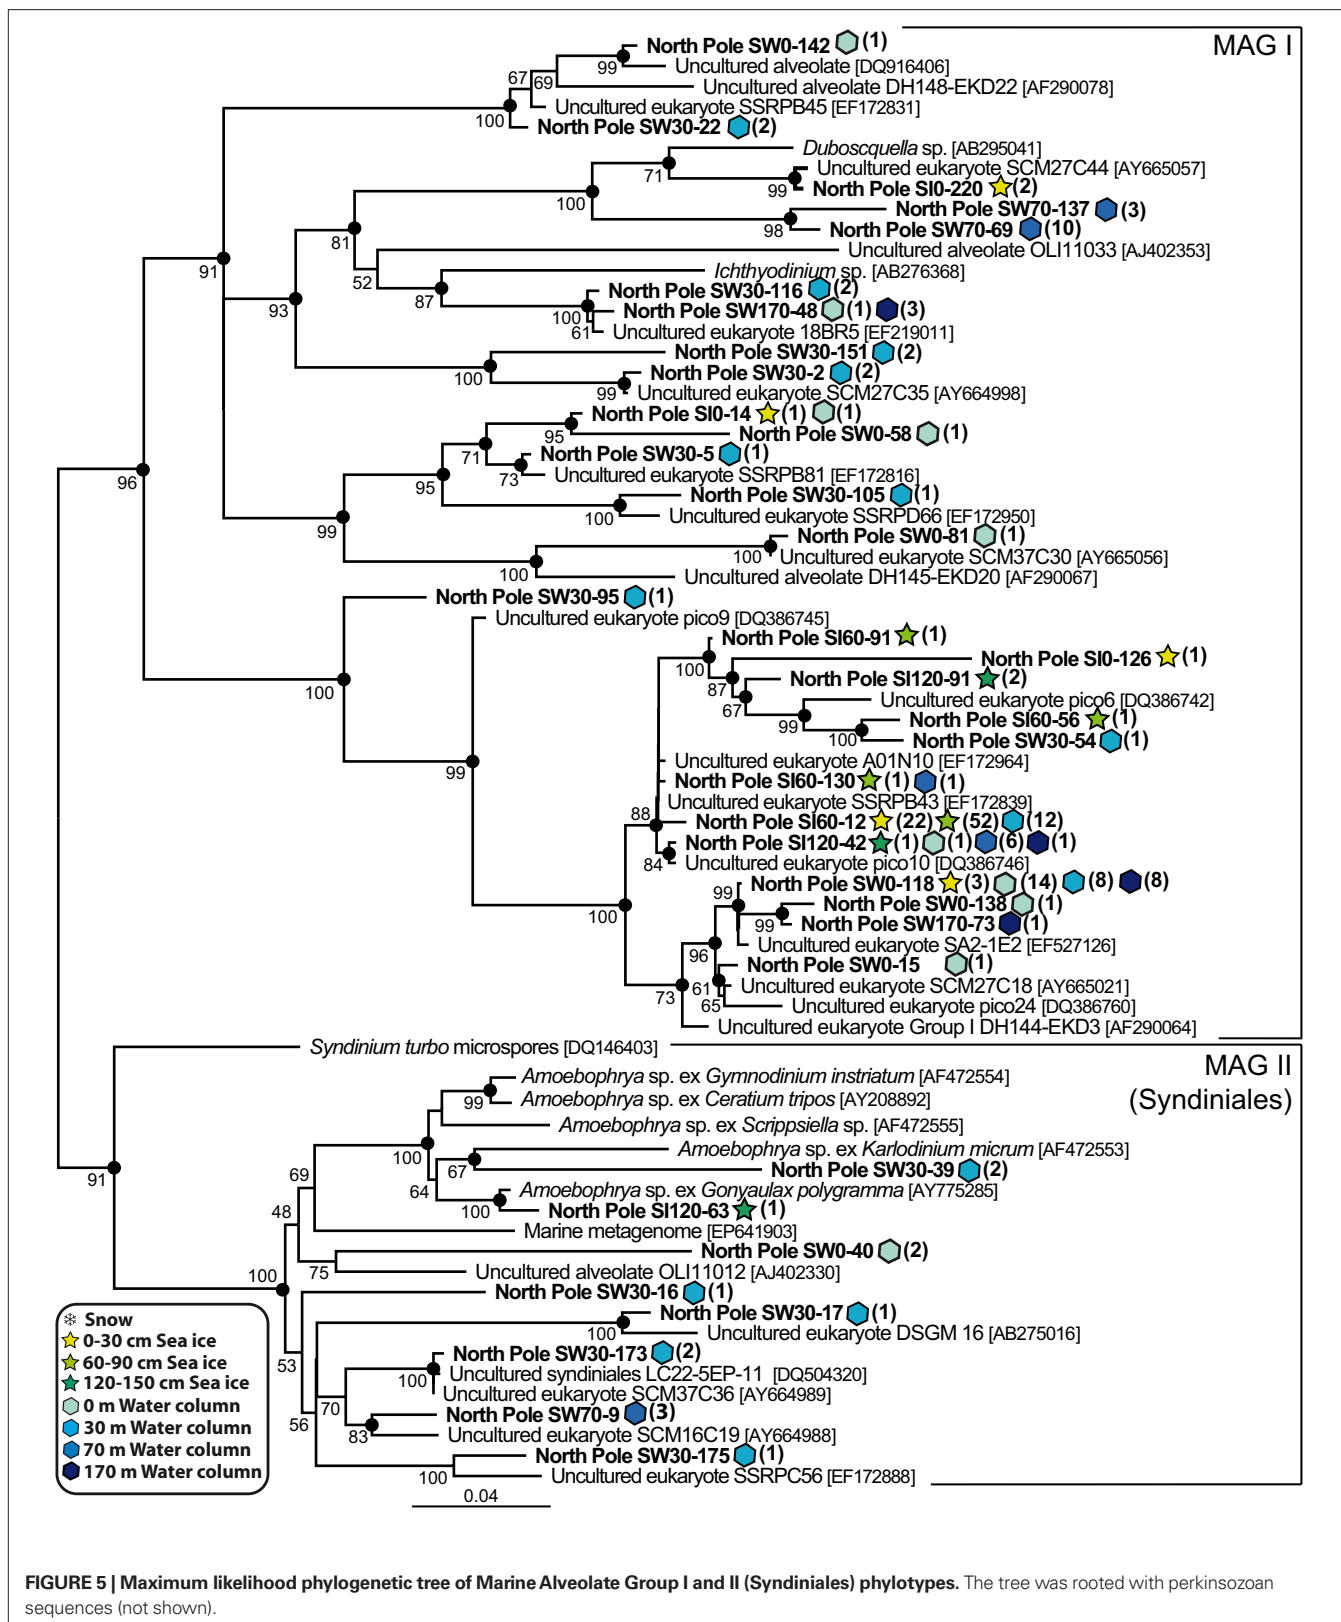 MAG I
North Pole SW0-142 (1)
67
99
69
Uncultured alveolate [DQ916406]
Uncultured alveolate DH148-EKD22 [AF290078]
Uncultured eukaryote SSRPB45 [EF172831]
100
North Pole SW30-22 (2)
Duboscquella sp. [AB295041]
71
Uncultured eukaryote SCM27C44 [AY665057]
99
North Pole SI0-220 (2)
100
North Pole SW70-137 (3)
98
North Pole SW70-69 (10)
81
Uncultured alveolate OLI11033 [AJ402353]
91
52
Ichthyodinium sp. [AB276368]
North Pole SW30-116 (2)
93
87
100
North Pole SW170-48 (1) (3)
61
Uncultured eukaryote 18BR5 [EF219011]
North Pole SW30-151 (2)
100
North Pole SW30-2 (2)
99
Uncultured eukaryote SCM27C35 [AY664998]
North Pole SI0-14 (1) (1)
95
North Pole SW0-58 (1)
71
North Pole SW30-5 (1)
96
95
73
Uncultured eukaryote SSRPB81 [EF172816]
North Pole SW30-105 (1)
99
100
Uncultured eukaryote SSRPD66 [EF172950]
North Pole SW0-81 (1)
100
Uncultured eukaryote SCM37C30 [AY665056]
100
Uncultured alveolate DH145-EKD20 [AF290067]
North Pole SW30-95 (1)
Uncultured eukaryote pico9 [DQ386745]
North Pole SI60-91 (1)
100
North Pole SI0-126 (1)
100
87
North Pole SI120-91 (2)
67
Uncultured eukaryote pico6 [DQ386742]
99
North Pole SI60-56 (1)
100
North Pole SW30-54 (1)
99
Uncultured eukaryote A01N10 [EF172964]
North Pole SI60-130 (1) (1)
Uncultured eukaryote SSRPB43 [EF172839]
88
North Pole SI60-12 (22) (52) (12)
North Pole SI120-42 (1) (1) (6) (1)
84
Uncultured eukaryote pico10 [DQ386746]
99
North Pole SW0-118 (3) (14) (8) (8)
100
North Pole SW0-138 (1)
99
North Pole SW170-73 (1)
96
Uncultured eukaryote SA2-1E2 [EF527126]
North Pole SW0-15 (1)
73
61
Uncultured eukaryote SCM27C18 [AY665021]
65
Uncultured eukaryote pico24 [DQ386760]
Uncultured eukaryote Group I DH144-EKD3 [AF290064]
Syndinium turbo microspores [DQ146403]
MAG II
(Syndiniales)
Amoebophrya sp. ex Gymnodinium instriatum [AF472554]
99
Amoebophrya sp. ex Ceratium tripos [AY208892]
Amoebophrya sp. ex Scrippsiella sp. [AF472555]
100
Amoebophrya sp. ex Karlodinium micrum [AF472553]
91
69
67
North Pole SW30-39 (2)
64
Amoebophrya sp. ex Gonyaulax polygramma [AY775285]
48
100
North Pole SI120-63 (1)
Marine metagenome [EP641903]
North Pole SW0-40 (2)
100
75
Uncultured alveolate OLI11012 [AJ402330]
North Pole SW30-16 (1)
North Pole SW30-17 (1)
100
Uncultured eukaryote DSGM 16 [AB275016]
53
North Pole SW30-173 (2)
100
Uncultured syndiniales LC22-5EP-11 [DQ504320]
Uncultured eukaryote SCM37C36 [AY664989]
56
70
North Pole SW70-9 (3)
83
Uncultured eukaryote SCM16C19 [AY664988]
North Pole SW30-175 (1)
100
Uncultured eukaryote SSRPC56 [EF172888]
0.04
Snow
0-30 cm Sea ice
60-90 cm Sea ice
120-150 cm Sea ice
0 m Water column
30 m Water column
70 m Water column
170 m Water column
FIGURE 5 | Maximum likelihood phylogenetic tree of Marine Alveolate Group I and II (Syndiniales) phylotypes. The tree was rooted with perkinsozoan
sequences (not shown).